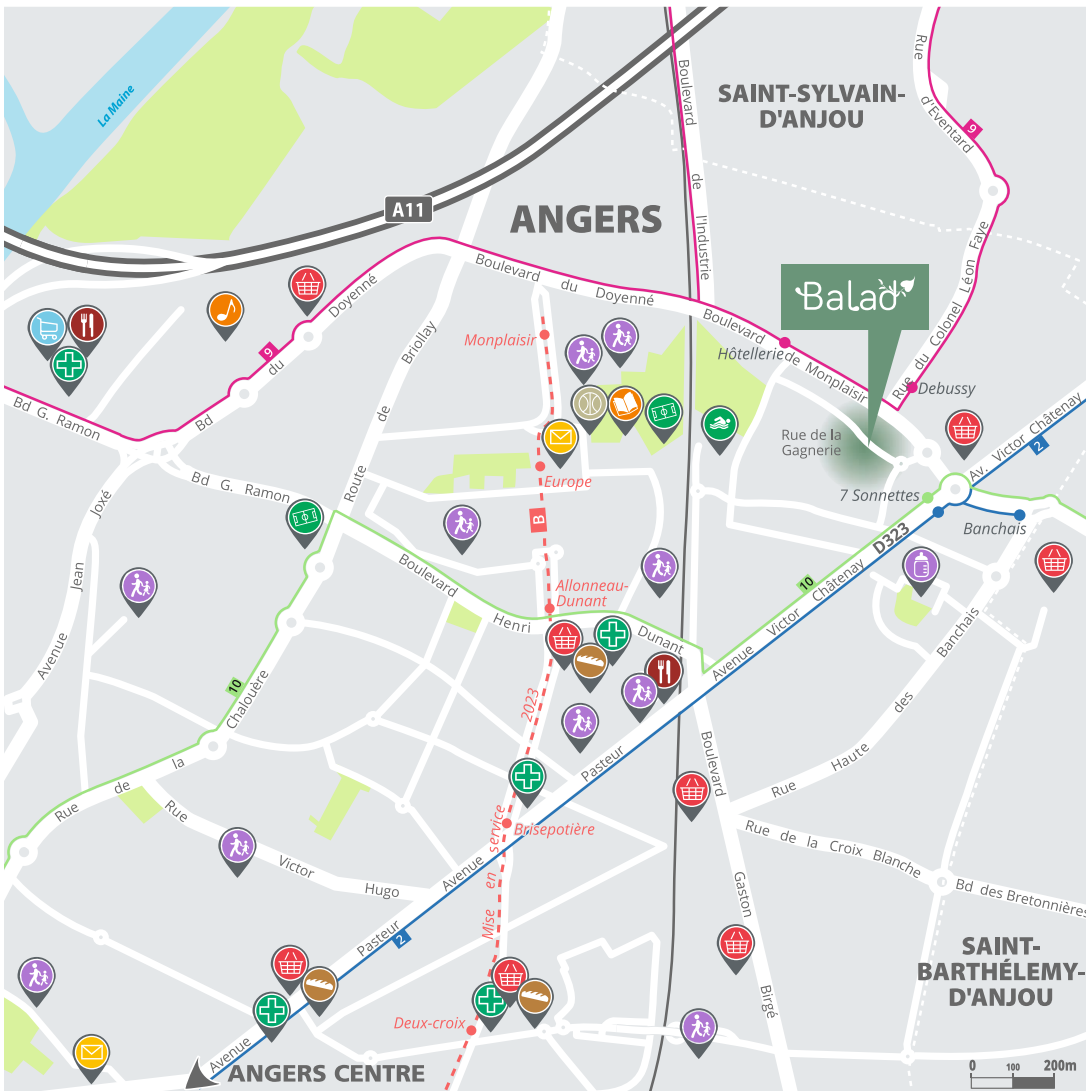 La Maine
A11
ANGERS
SAINT-SYLVAIN-
D'ANJOU
Rue d'Eventard
9
Boulevard de l'Industrie
Boulevard du Doyenné
Balaò
Rue du Colonel Léon Faye
Boulevard de Monplaisir
Hôtellerie
Debussy
Monplaisir
Route de Briollay
Bd du Doyenné
9
Bd G. Ramon
Bd G. Ramon
Rue de la
Gagnerie
Av. Victor Châtenay
2
7 Sonnettes
Banchais
D323
Europe
B
Avenue Jean Joxé
Allonneau-
Dunant
Boulevard Henri Dunant
10
Avenue Victor Châtenay
Rue Haute des Banchais
10
Rue de la Chalouère
2023
Mise en service
Brisepotière
Avenue Pasteur
Rue Victor Hugo
Boulevard Gaston Birgé
Rue de la Croix Blanche
Bd des Bretonnières
SAINT-
BARTHÉLEMY-
D'ANJOU
2
Avenue Pasteur
Deux-croix
ANGERS CENTRE
0 100 200m